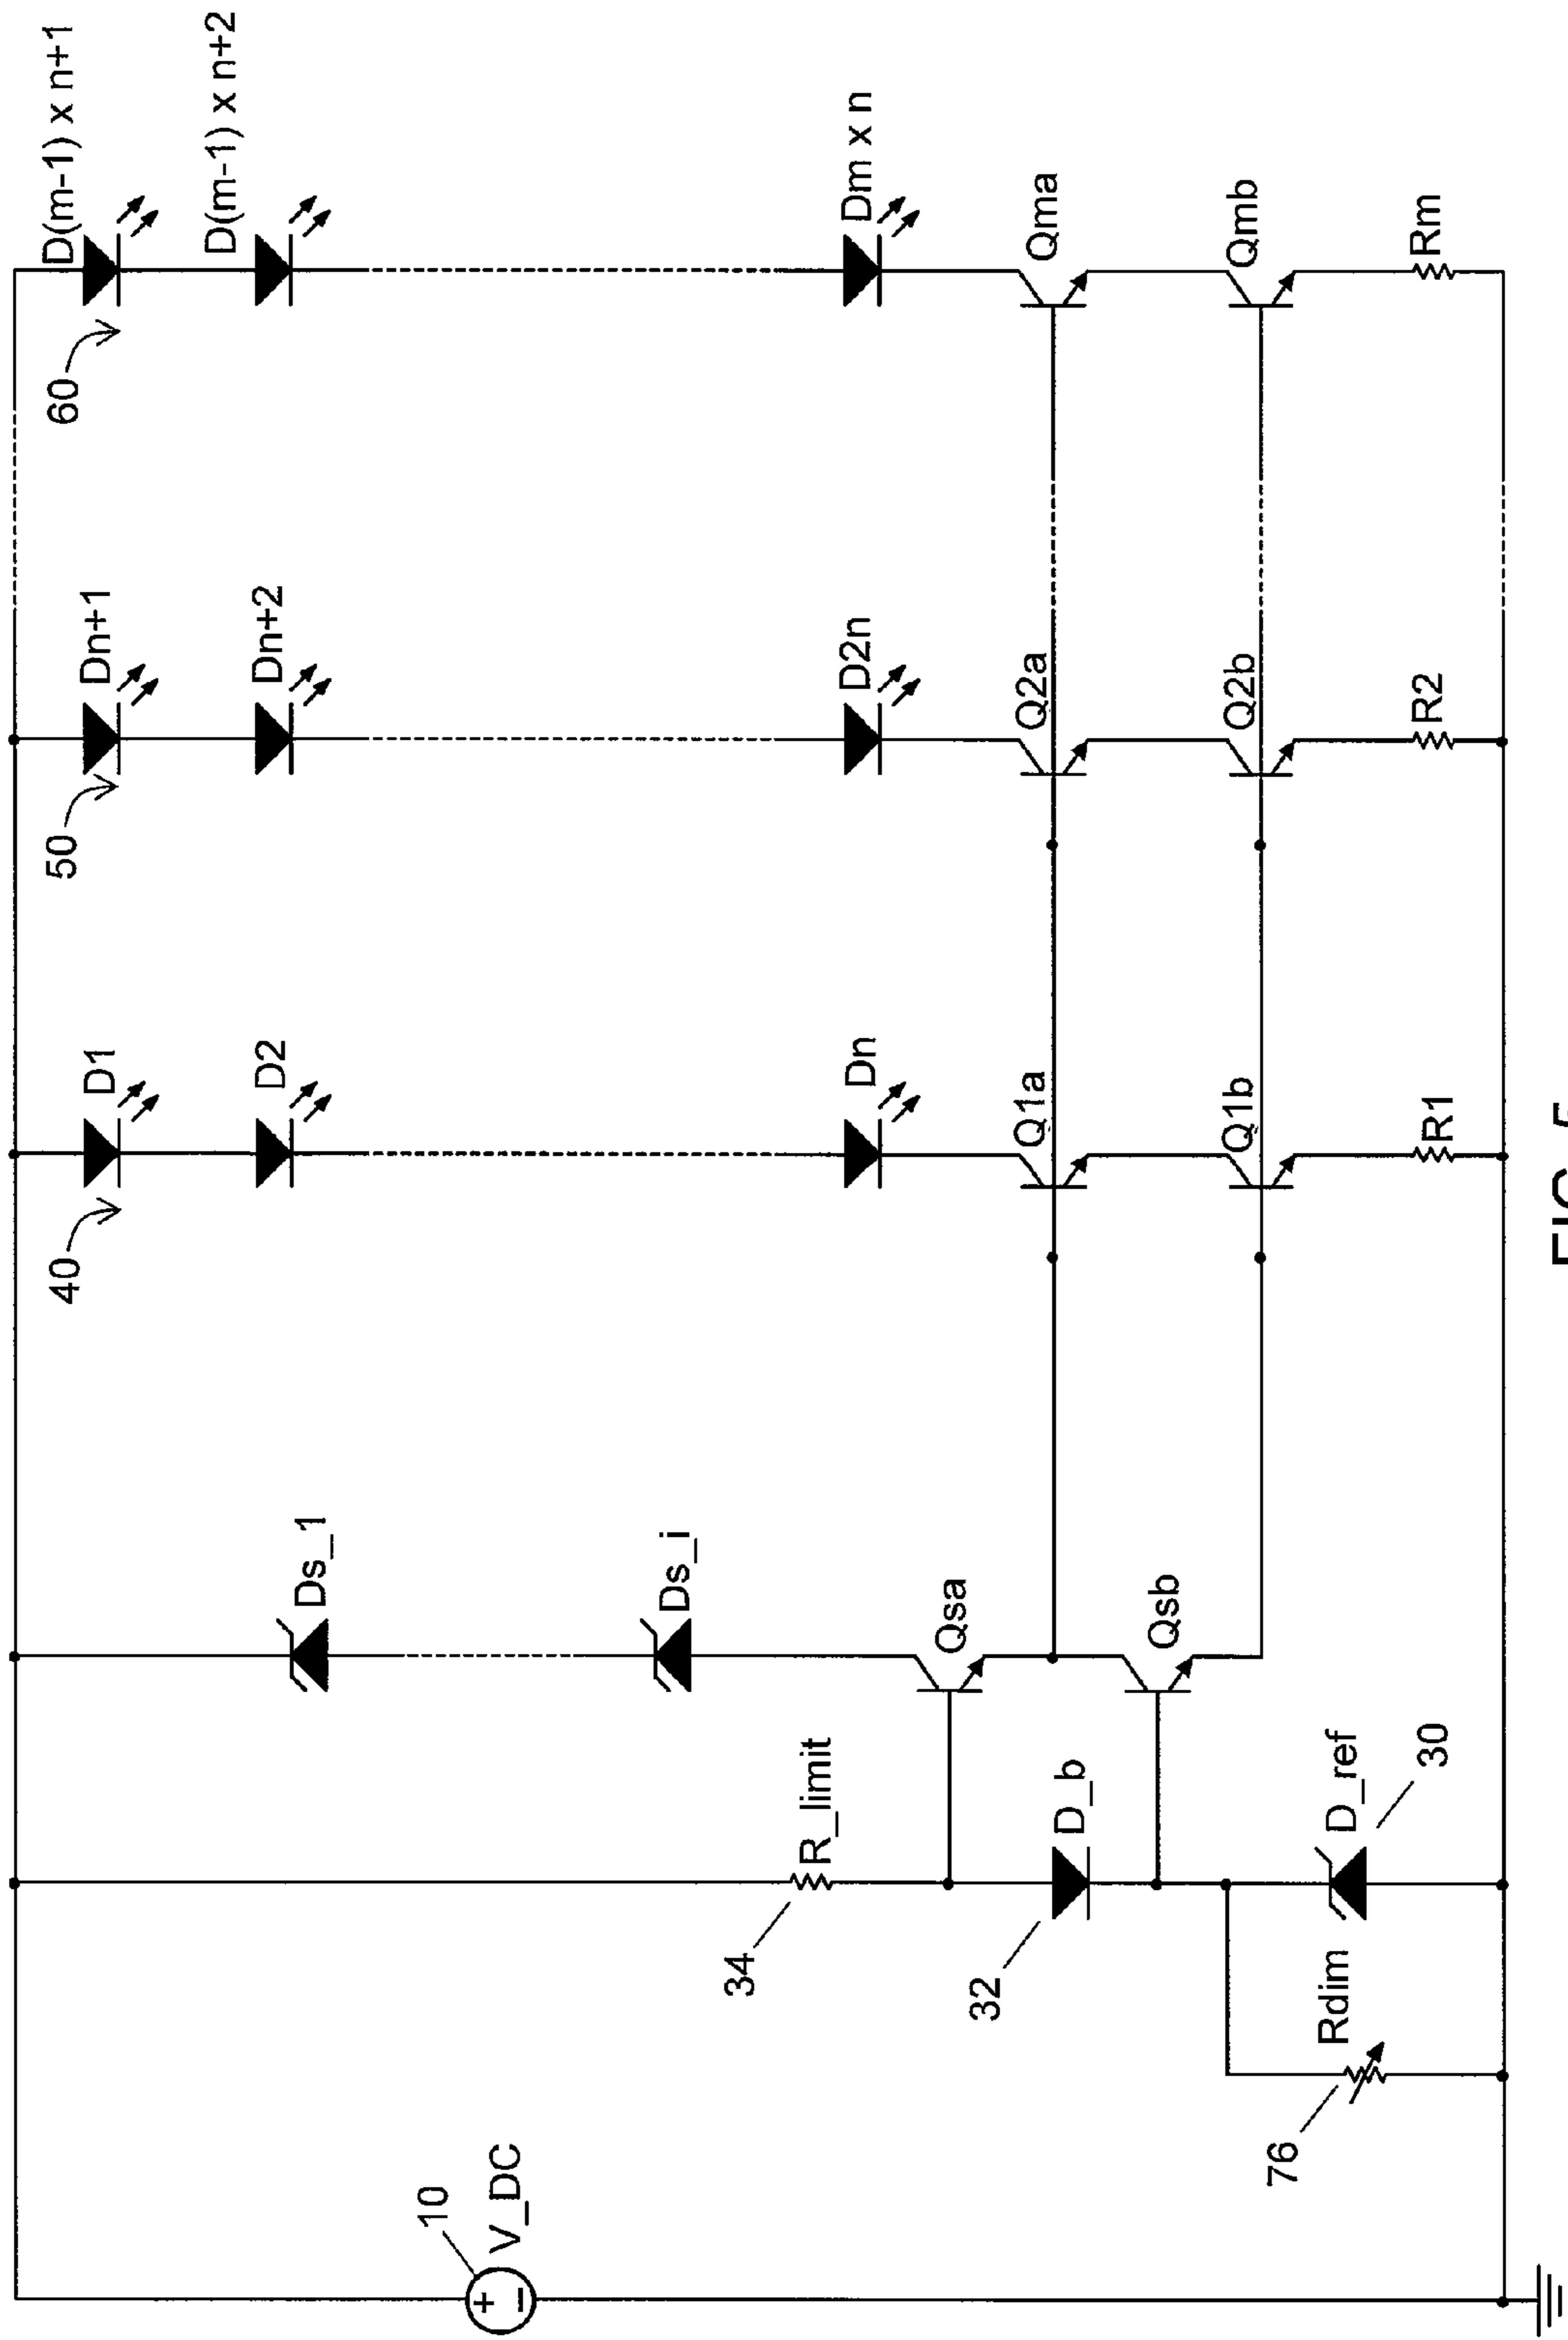 D(m-1) x n+1
D(m-1) x n+2
Dm x n
Qma
Qmb
Rm
60
Dn+1
Dn+2
D2n
Q2a
Q2b
R2
50
D1
D2
Dn
Q1a
Q1b
R1
40
Ds_1
Ds_i
Qsa
Qsb
R_limit
34
D_b
32
D_ref
30
Rdim
76
10
V_DC
+
−